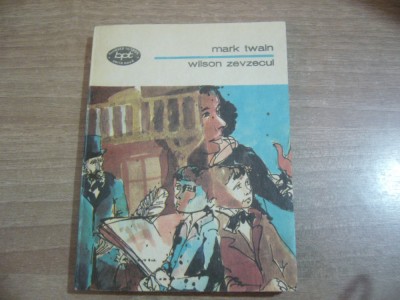 mark twain
wilson zevzecul
bpt